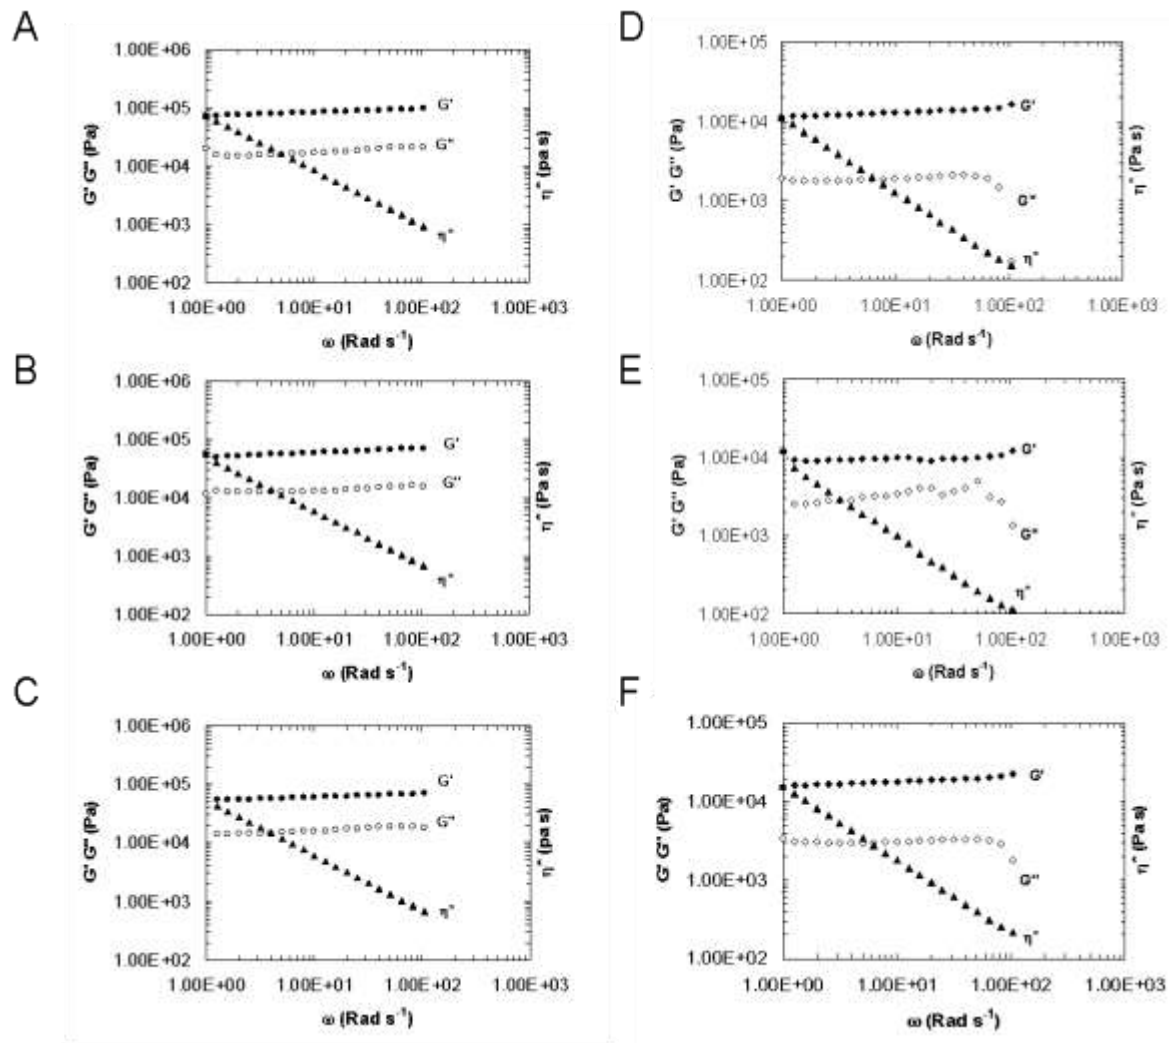 A
1.00E+06
1.00E+05
1.00E+04
1.00E+03
1.00E+02
G' G'' (Pa)
G'
G''
η*
η* (pa s)
1.00E+00 1.00E+01 1.00E+02 1.00E+03
ω (Rad s-1)
B
1.00E+06
1.00E+05
1.00E+04
1.00E+03
1.00E+02
G' G'' (Pa)
G'
G''
η*
η* (Pa s)
1.00E+00 1.00E+01 1.00E+02 1.00E+03
ω (Rad s-1)
C
1.00E+06
1.00E+05
1.00E+04
1.00E+03
1.00E+02
G' G'' (Pa)
G'
G''
η*
η* (pa s)
1.00E+00 1.00E+01 1.00E+02 1.00E+03
ω (Rad s-1)
D
1.00E+05
1.00E+04
1.00E+03
1.00E+02
G' G'' (Pa)
G'
G''
η*
η* (Pa s)
1.00E+00 1.00E+01 1.00E+02 1.00E+03
ω (Rad s-1)
E
1.00E+05
1.00E+04
1.00E+03
1.00E+02
G' G'' (Pa)
G'
G''
η*
η* (Pa s)
1.00E+00 1.00E+01 1.00E+02 1.00E+03
ω (Rad s-1)
F
1.00E+05
1.00E+04
1.00E+03
1.00E+02
G' G'' (Pa)
G'
G''
η*
η* (Pa s)
1.00E+00 1.00E+01 1.00E+02 1.00E+03
ω (Rad s-1)